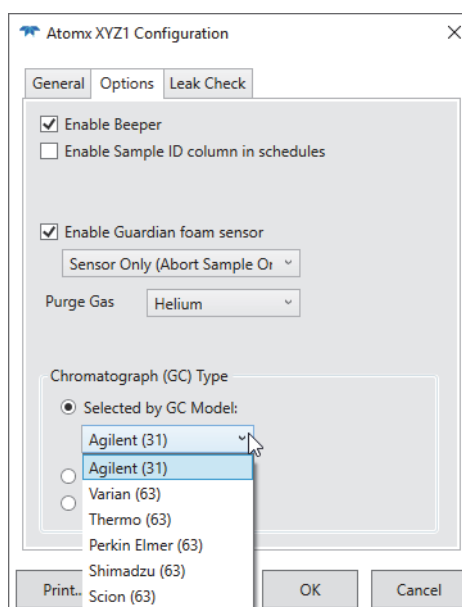 Atomx XYZ1 Configuration
General Options Leak Check
Enable Beeper
Enable Sample ID column in schedules
Enable Guardian foam sensor
Sensor Only (Abort Sample Or
Purge Gas Helium
Chromatograph (GC) Type
Selected by GC Model:
Agilent (31)
Agilent (31)
Varian (63)
Thermo (63)
Perkin Elmer (63)
Shimadzu (63)
Scion (63)
Print.. OK Cancel